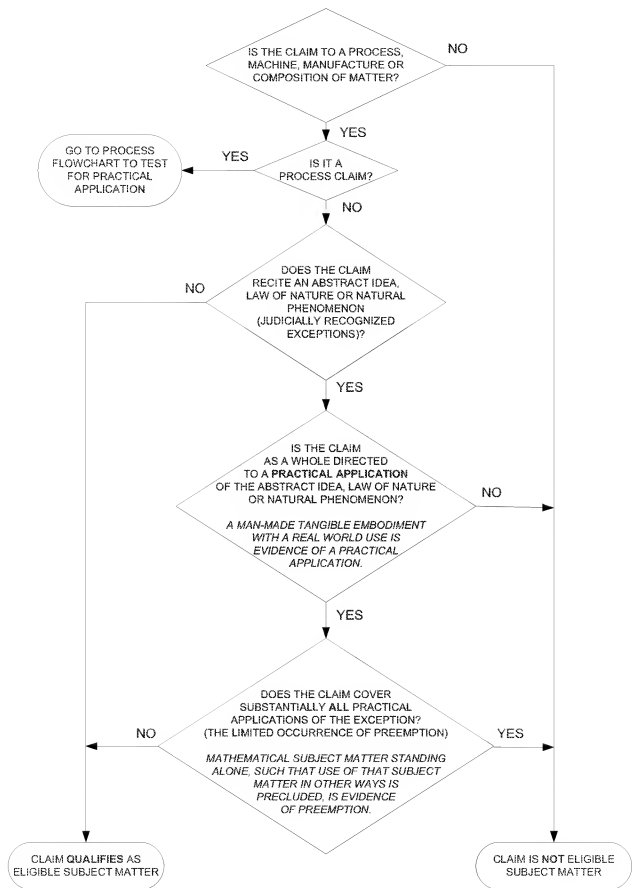 IS THE CLAIM TO A PROCESS,
MACHINE, MANUFACTURE OR
COMPOSITION OF MATTER?
NO
YES
GO TO PROCESS
FLOWCHART TO TEST
FOR PRACTICAL
APPLICATION
YES
IS IT A
PROCESS CLAIM?
NO
DOES THE CLAIM
RECITE AN ABSTRACT IDEA,
LAW OF NATURE OR NATURAL
PHENOMENON
(JUDICIALLY RECOGNIZED
EXCEPTIONS)?
NO
YES
IS THE CLAIM
AS A WHOLE DIRECTED
TO A PRACTICAL APPLICATION
OF THE ABSTRACT IDEA, LAW OF NATURE
OR NATURAL PHENOMENON?
A MAN-MADE TANGIBLE EMBODIMENT
WITH A REAL WORLD USE IS
EVIDENCE OF A PRACTICAL
APPLICATION.
NO
YES
DOES THE CLAIM COVER
SUBSTANTIALLY ALL PRACTICAL
APPLICATIONS OF THE EXCEPTION?
(THE LIMITED OCCURRENCE OF PREEMPTION)
MATHEMATICAL SUBJECT MATTER STANDING
ALONE, SUCH THAT USE OF THAT SUBJECT
MATTER IN OTHER WAYS IS
PRECLUDED, IS EVIDENCE
OF PREEMPTION.
NO
YES
CLAIM QUALIFIES AS
ELIGIBLE SUBJECT MATTER
CLAIM IS NOT ELIGIBLE
SUBJECT MATTER